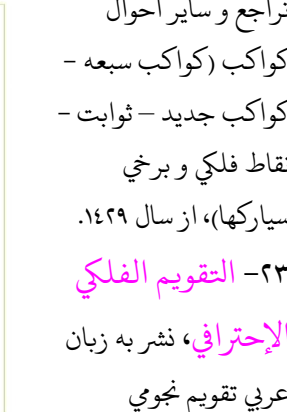 تراجع و سایر احوال
کواکب (کواکب سبعه -
کواکب جدید – ثوابت -
نقاط فلکي و برخي
سیارکها)، از سال ۱٤۲۹.
۲۳- التقویم الفلکي
الإحترافي، نشر به زبان
عربي تقویم نجومي